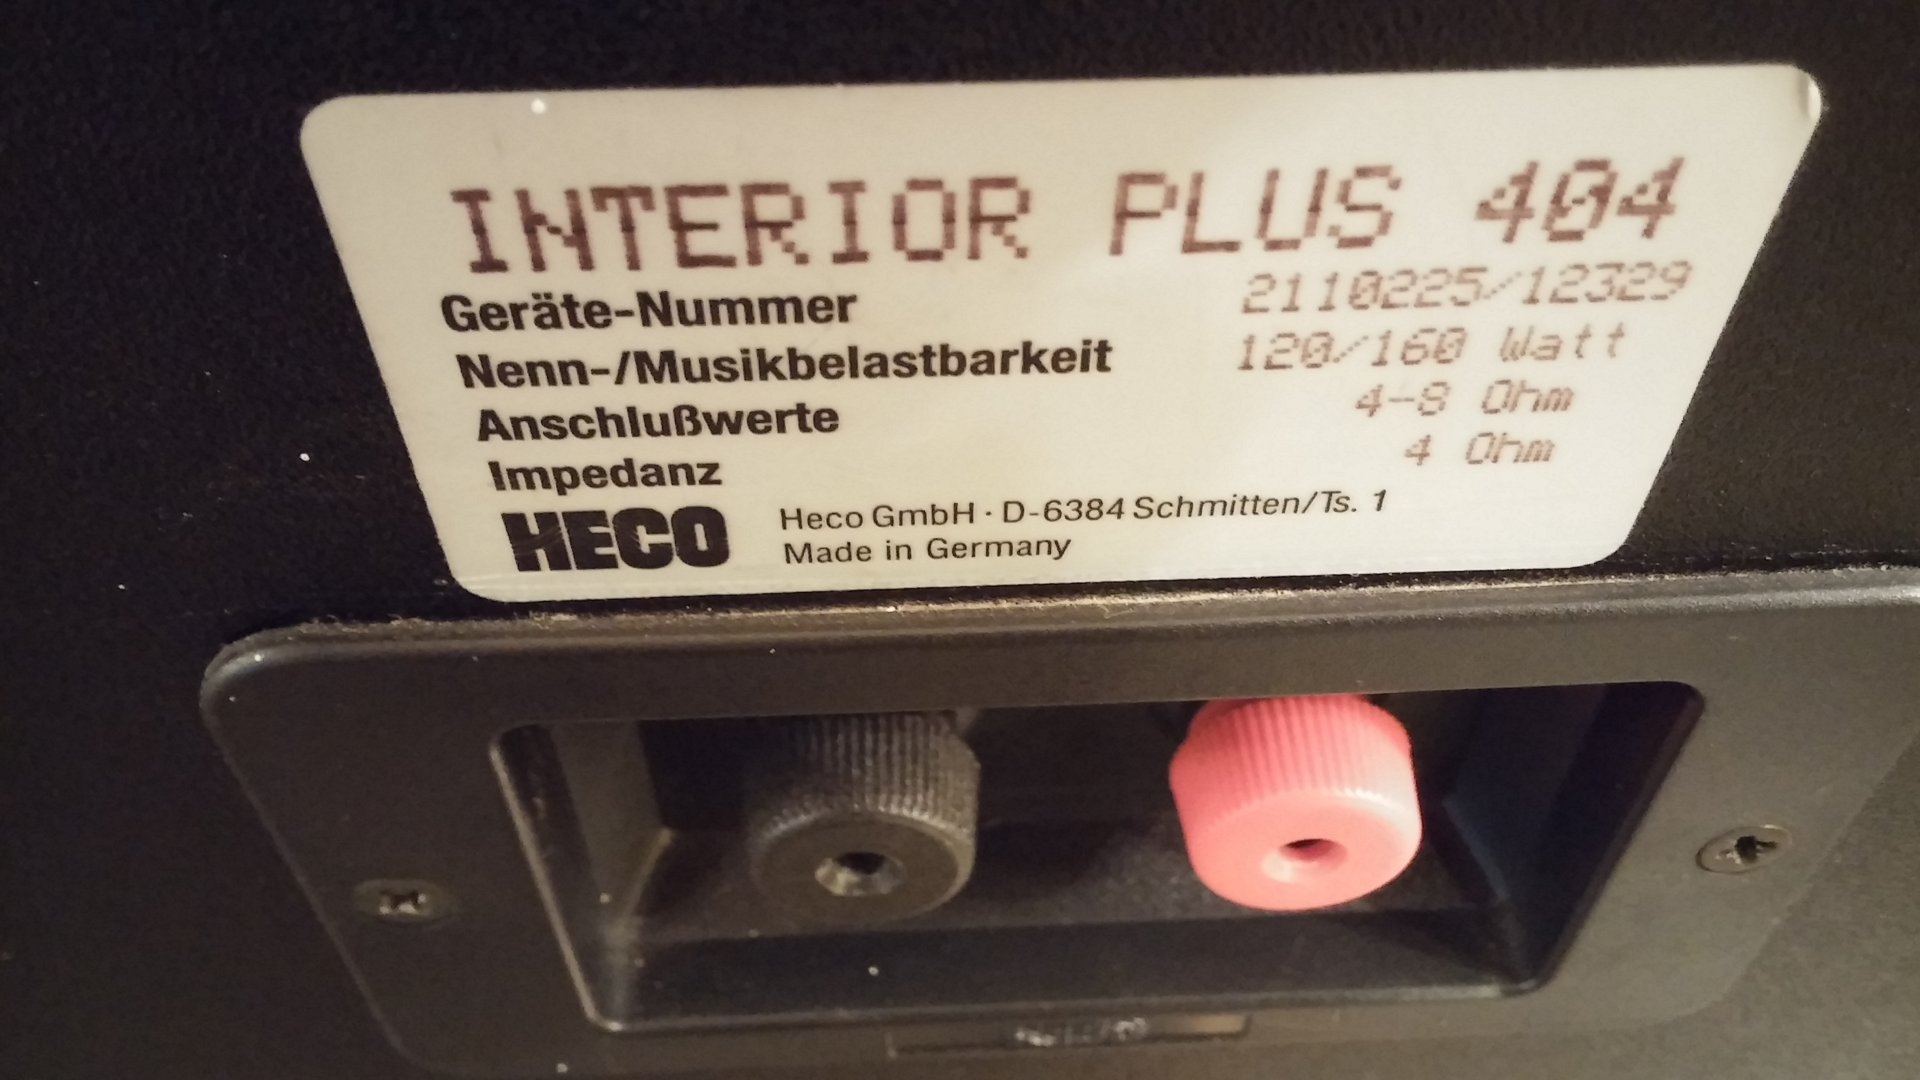 INTERIOR PLUS 404
Geräte-Nummer 2110225/12329
Nenn-/Musikbelastbarkeit 120/160 Watt
Anschlußwerte 4-8 Ohm
Impedanz 4 Ohm
HECO Heco GmbH · D-6384 Schmitten/Ts. 1
Made in Germany